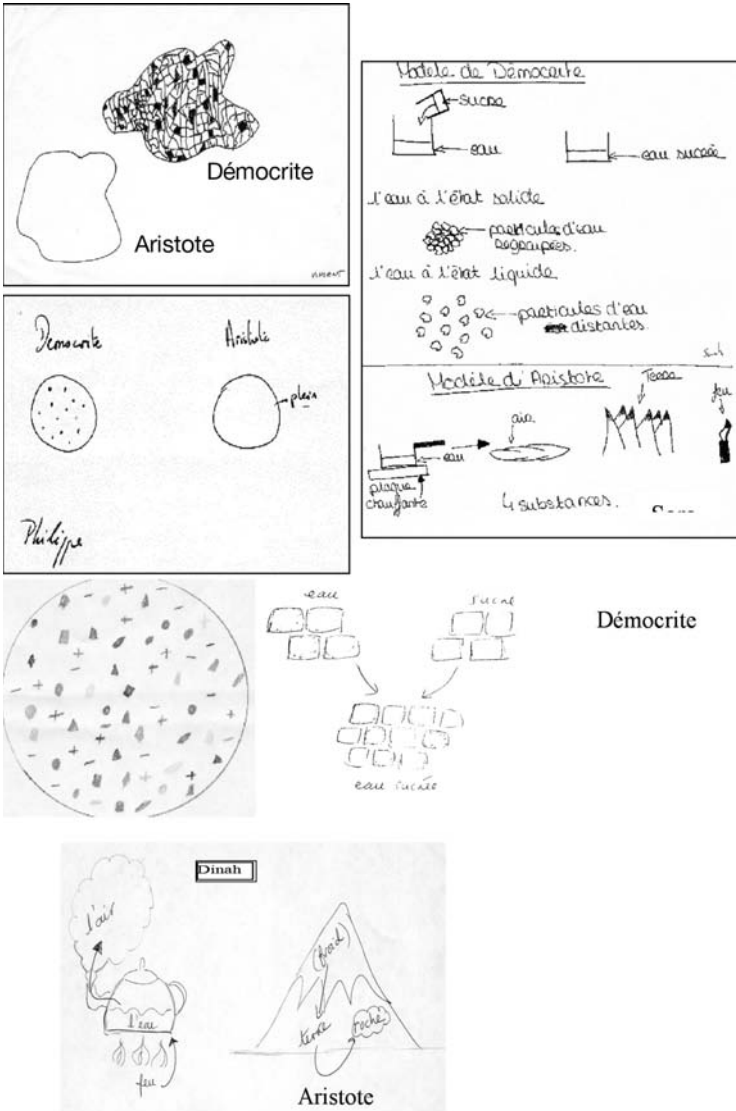 Démocrite
Aristote
VINCENT
Modèle de Démocrite
sucre
eau
eau sucrée
l'eau à l'état solide
particules d'eau
regroupées.
l'eau à l'état liquide
particules d'eau
distantes.
Modèle d'Aristote
Terre
feu
air
eau
plaque
chauffante
4 substances.
Démocrite
Aristote
plein
Philippe
eau
sucre
eau sucrée
Démocrite
Dinah
l'air
l'eau
feu
(froid)
terre
roche
Aristote